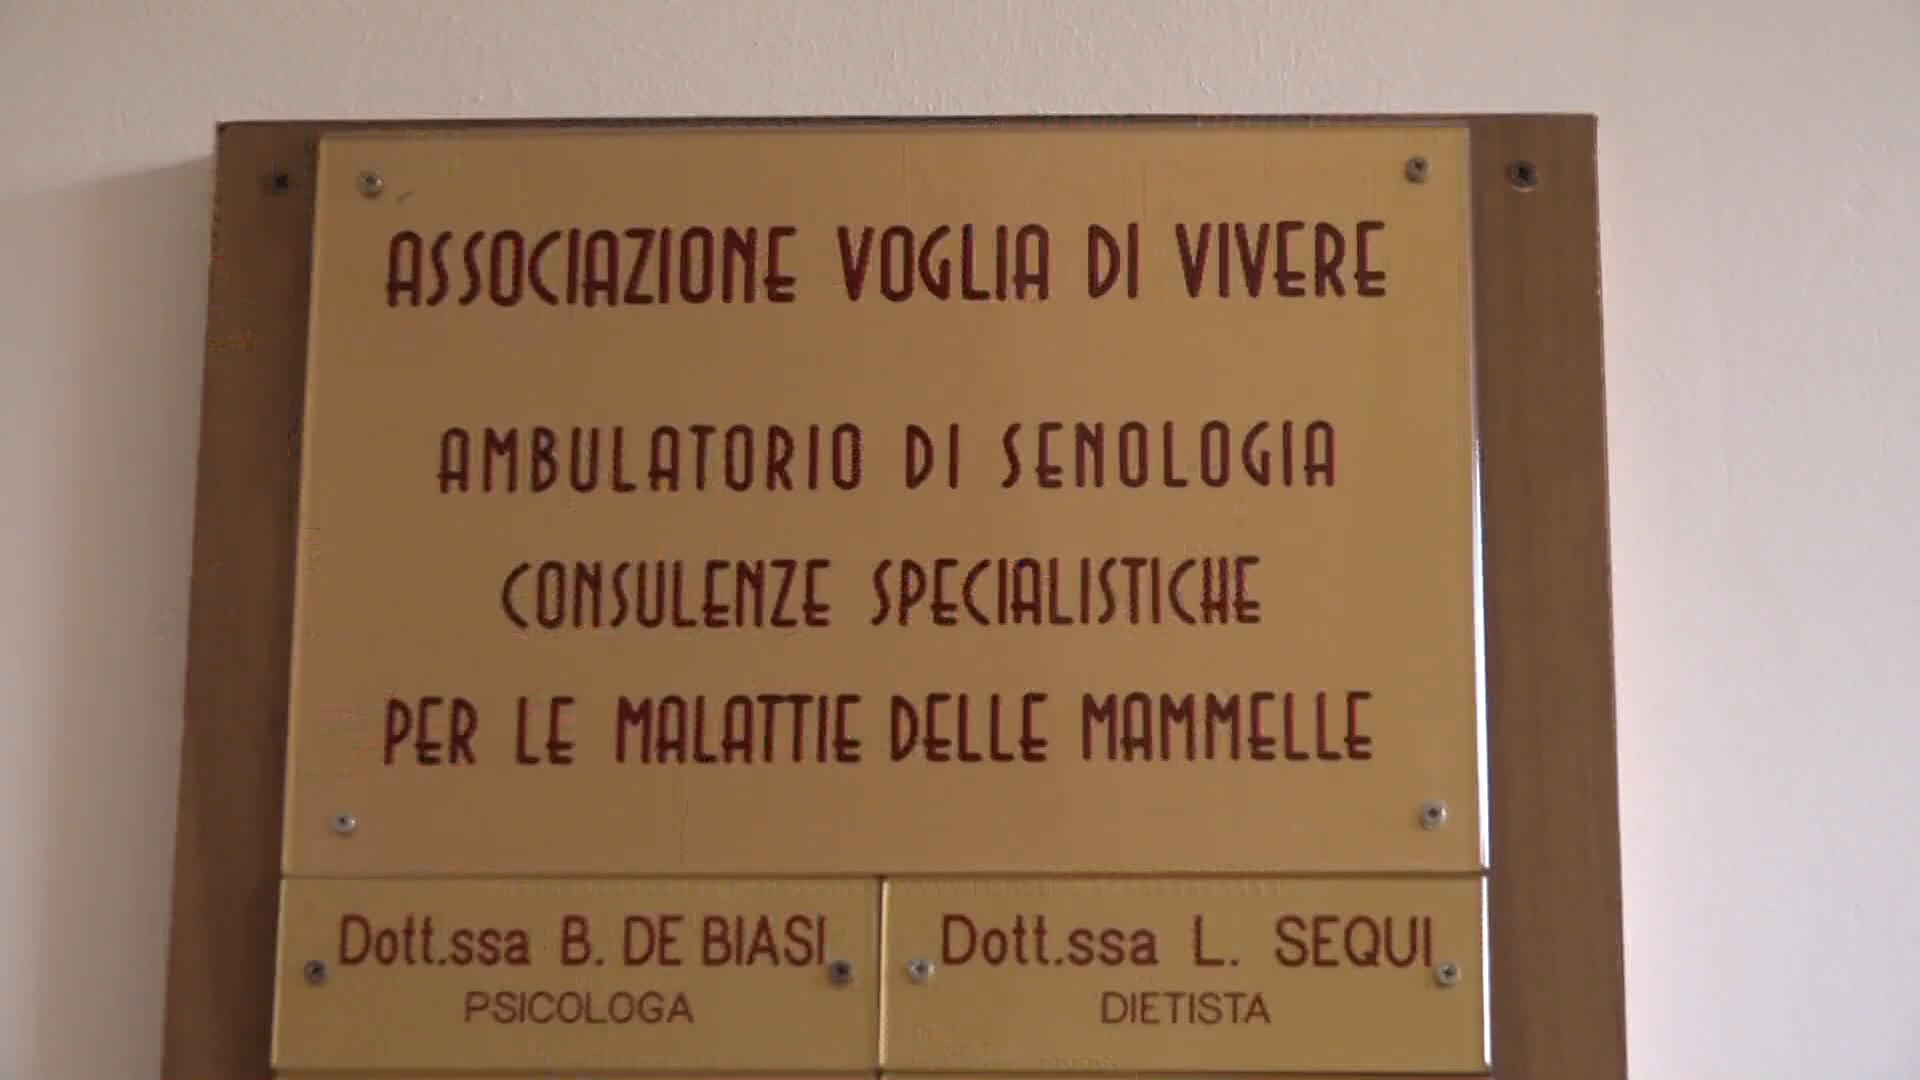 ASSOCIAZIONE VOGLIA DI VIVERE
AMBULATORIO DI SENOLOGIA
CONSULENZE SPECIALISTICHE
PER LE MALATTIE DELLE MAMMELLE
Dott.ssa B. DE BIASI
PSICOLOGA
Dott.ssa L. SEQUI
DIETISTA